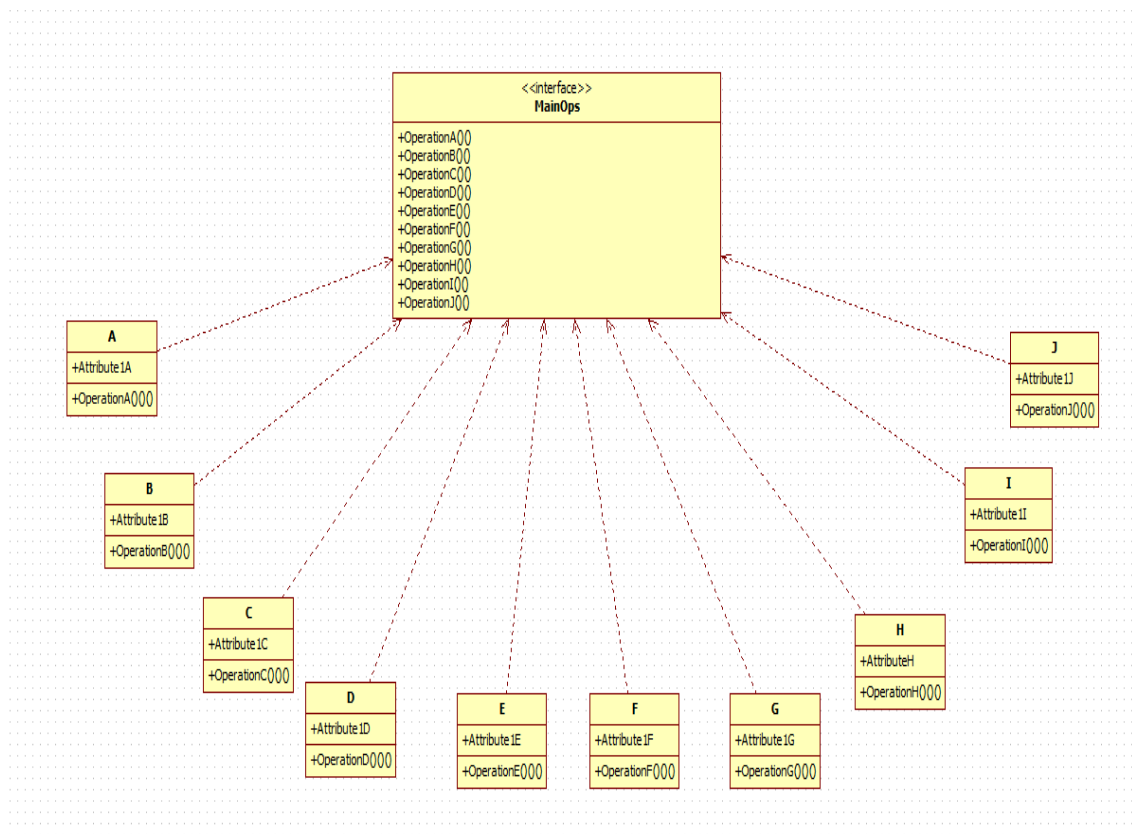 <<interface>>
MainOps
+OperationA()()
+OperationB()()
+OperationC()()
+OperationD()()
+OperationE()()
+OperationF()()
+OperationG()()
+OperationH()()
+OperationI()()
+OperationJ()()
A
+Attribute1A
+OperationA()()()
B
+Attribute1B
+OperationB()()()
C
+Attribute1C
+OperationC()()()
D
+Attribute1D
+OperationD()()()
E
+Attribute1E
+OperationE()()()
F
+Attribute1F
+OperationF()()()
G
+Attribute1G
+OperationG()()()
H
+AttributeH
+OperationH()()()
I
+Attribute1I
+OperationI()()()
J
+Attribute1J
+OperationJ()()()